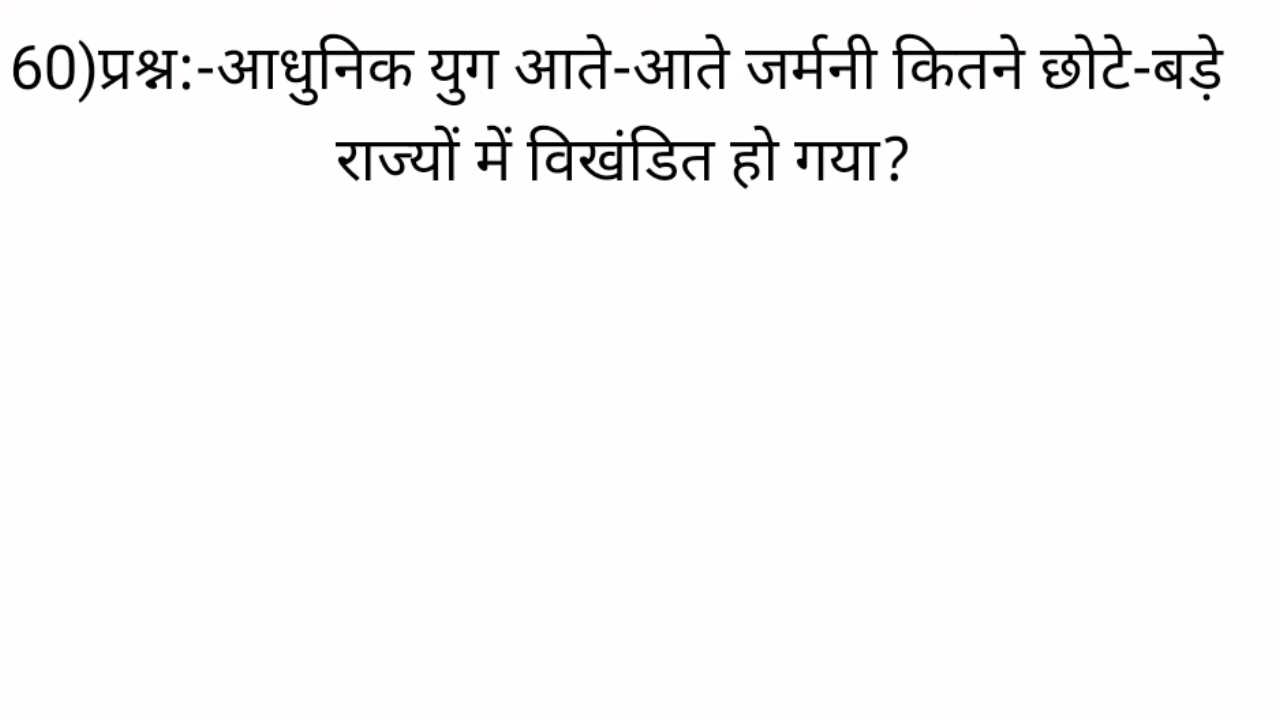 60)प्रश्न:-आधुनिक युग आते-आते जर्मनी कितने छोटे-बड़े
राज्यों में विखंडित हो गया?